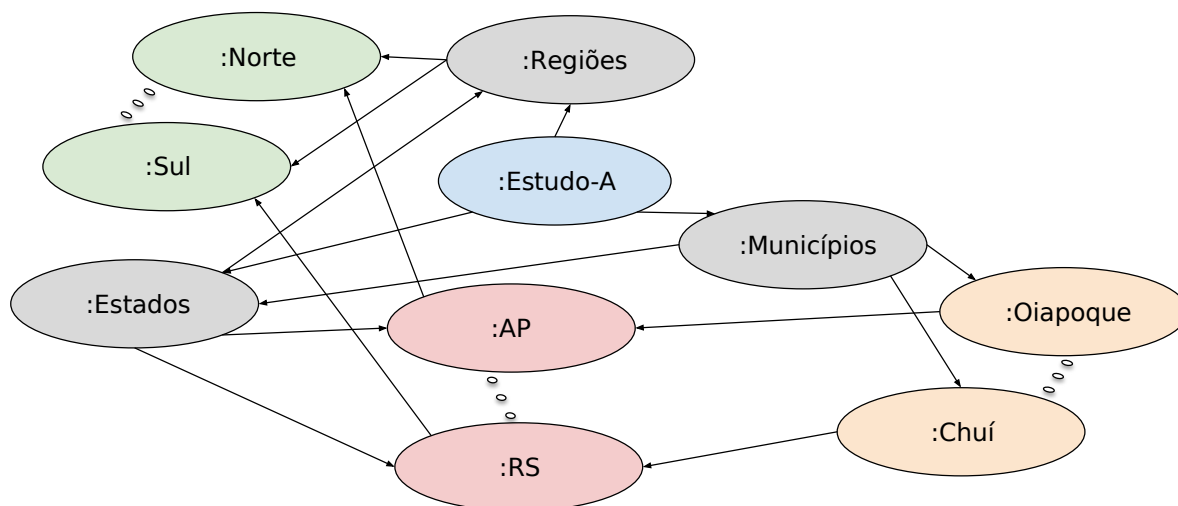 :Norte
:Regiões
:Sul
:Estudo-A
:Municípios
:Estados
:AP
:Oiapoque
:Chuí
:RS